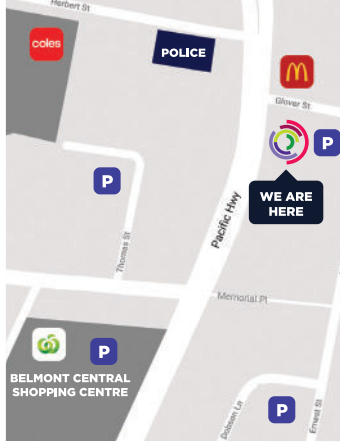 Herbert St
coles
POLICE
M
Glover St
P
WE ARE
HERE
P
Pacific Hwy
Thomas St
Memorial Pl
P
BELMONT CENTRAL
SHOPPING CENTRE
Dobson Ln
P
Ernest St